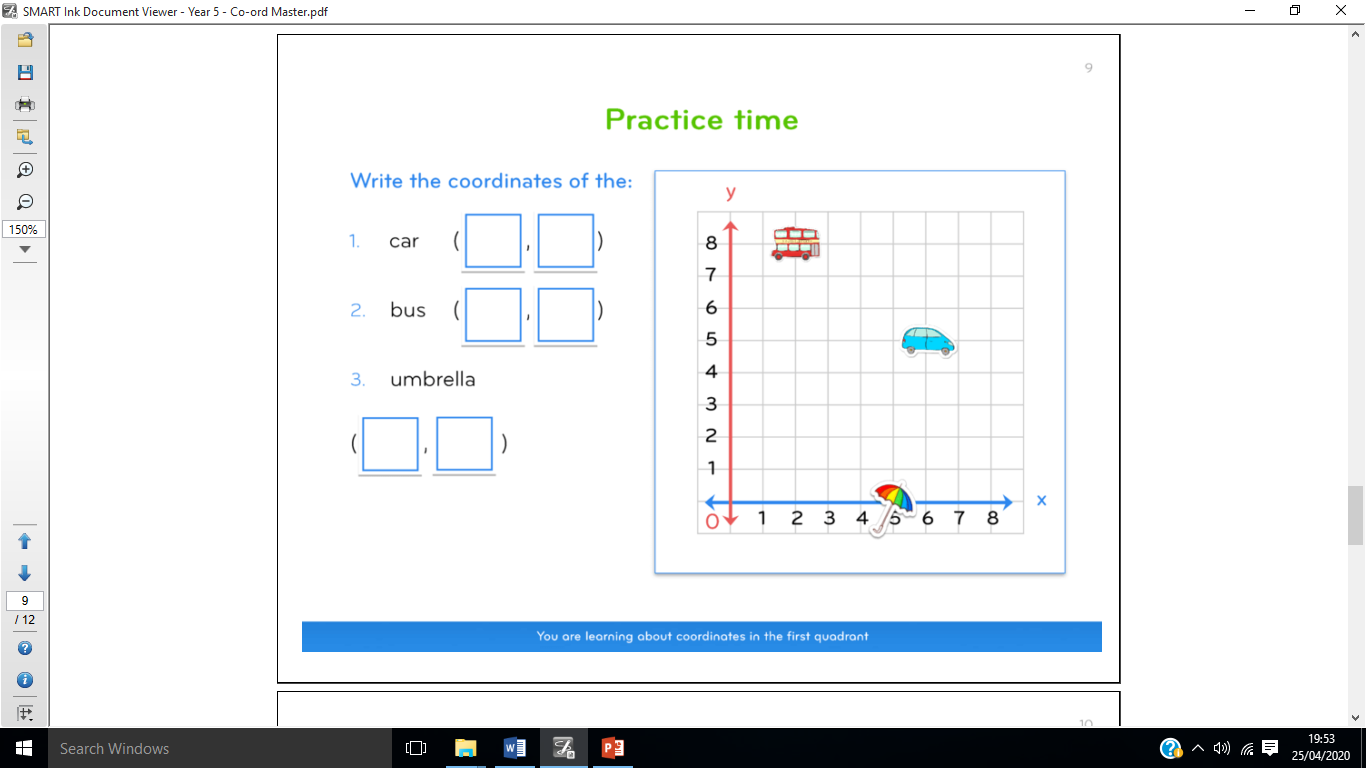 SMART Ink Document Viewer - Year 5 - Co-ord Master.pdf
150%
9
/ 12
9
Practice time
Write the coordinates of the:
1. car ( , )
2. bus ( , )
3. umbrella
( , )
y
8
7
6
5
4
3
2
1
0 1 2 3 4 5 6 7 8
x
You are learning about coordinates in the first quadrant
10
Search Windows
19:53
25/04/2020